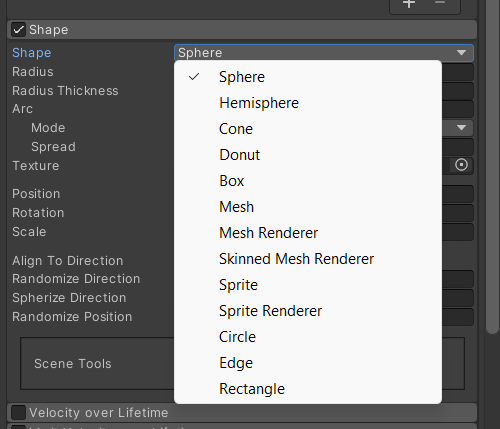 Shape
Shape Sphere
Radius
Radius Thickness
Arc
Mode
Spread
Texture
Position
Rotation
Scale
Align To Direction
Randomize Direction
Spherize Direction
Randomize Position
Scene Tools
Velocity over Lifetime
Sphere
Hemisphere
Cone
Donut
Box
Mesh
Mesh Renderer
Skinned Mesh Renderer
Sprite
Sprite Renderer
Circle
Edge
Rectangle